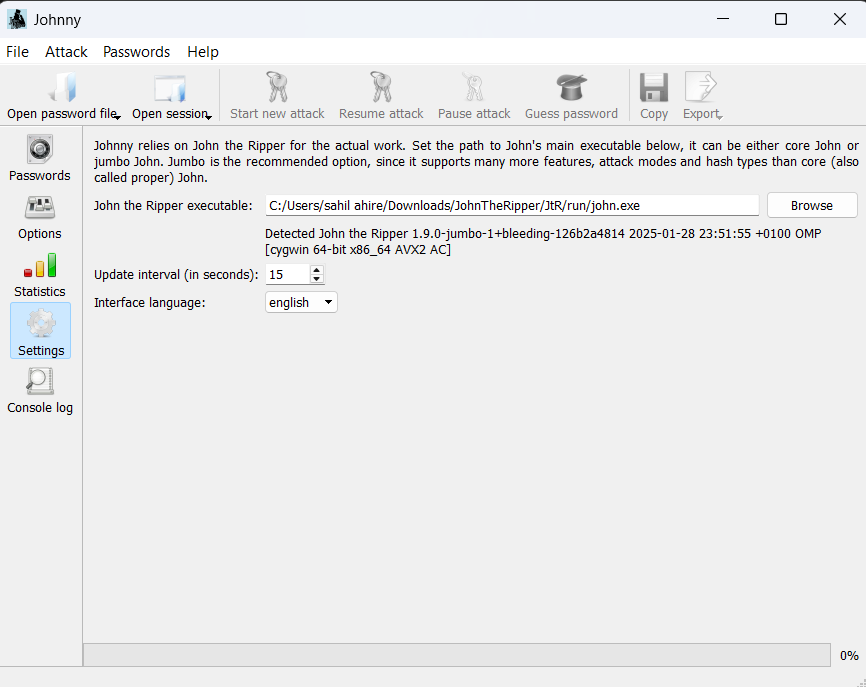 Johnny
File Attack Passwords Help
Open password file Open session Start new attack Resume attack Pause attack Guess password Copy Export
Passwords
Options
Statistics
Settings
Console log
Johnny relies on John the Ripper for the actual work. Set the path to John's main executable below, it can be either core John or
jumbo John. Jumbo is the recommended option, since it supports many more features, attack modes and hash types than core (also
called proper) John.
John the Ripper executable: C:/Users/sahil ahire/Downloads/JohnTheRipper/JtR/run/john.exe Browse
Detected John the Ripper 1.9.0-jumbo-1+bleeding-126b2a4814 2025-01-28 23:51:55 +0100 OMP
[cygwin 64-bit x86_64 AVX2 AC]
Update interval (in seconds): 15
Interface language: english
0%